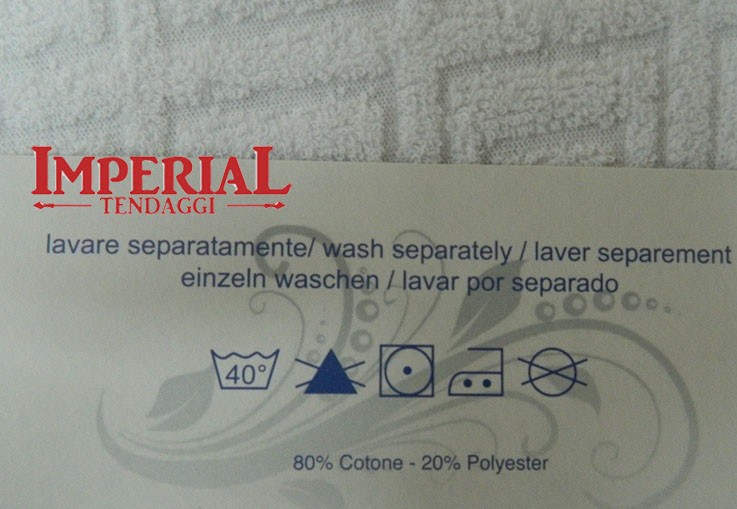 IMPERIAL
TENDAGGI
lavare separatamente/ wash separately / laver separement
einzeln waschen / lavar por separado
40°
80% Cotone - 20% Polyester